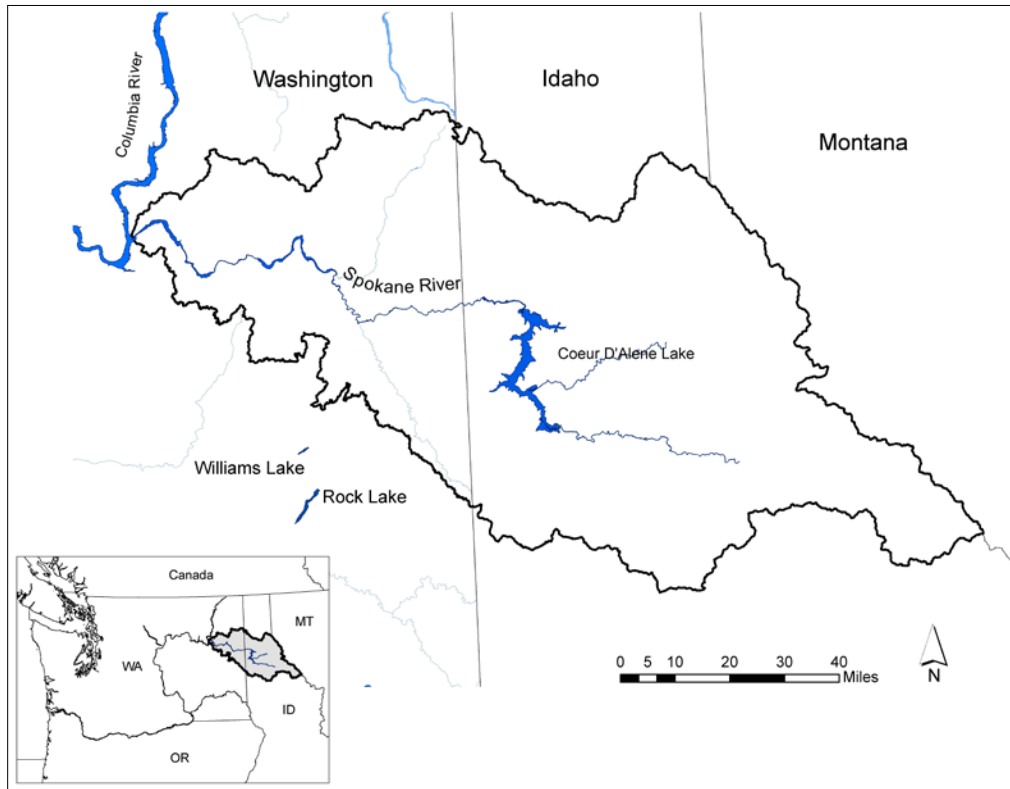 Washington
Idaho
Montana
Columbia River
Spokane River
Coeur D'Alene Lake
Williams Lake
Rock Lake
Canada
MT
WA
ID
OR
0 5 10 20 30 40
Miles
N